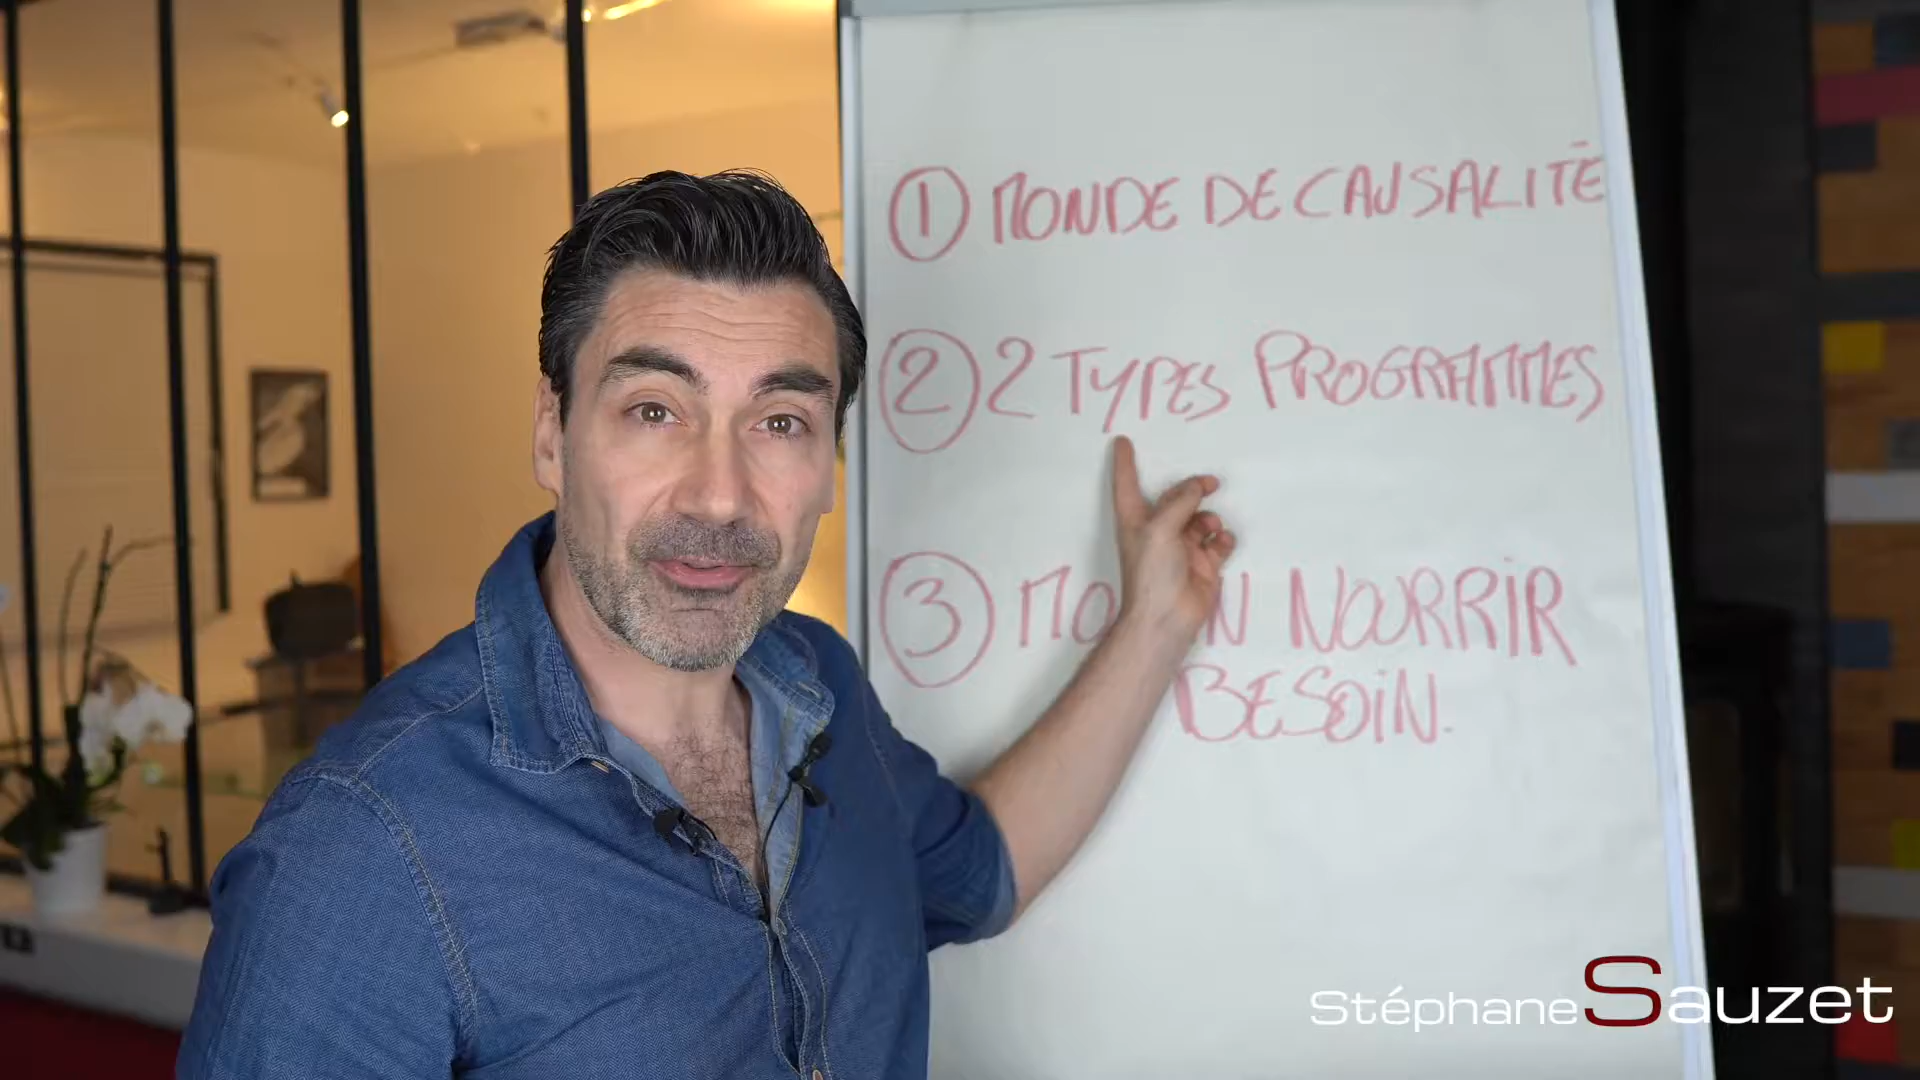 ① MONDE DE CAUSALITÉ
② 2 TYPES PROGRAMMES
③ NOURRIR
BESOIN.
Stéphane Sauzet